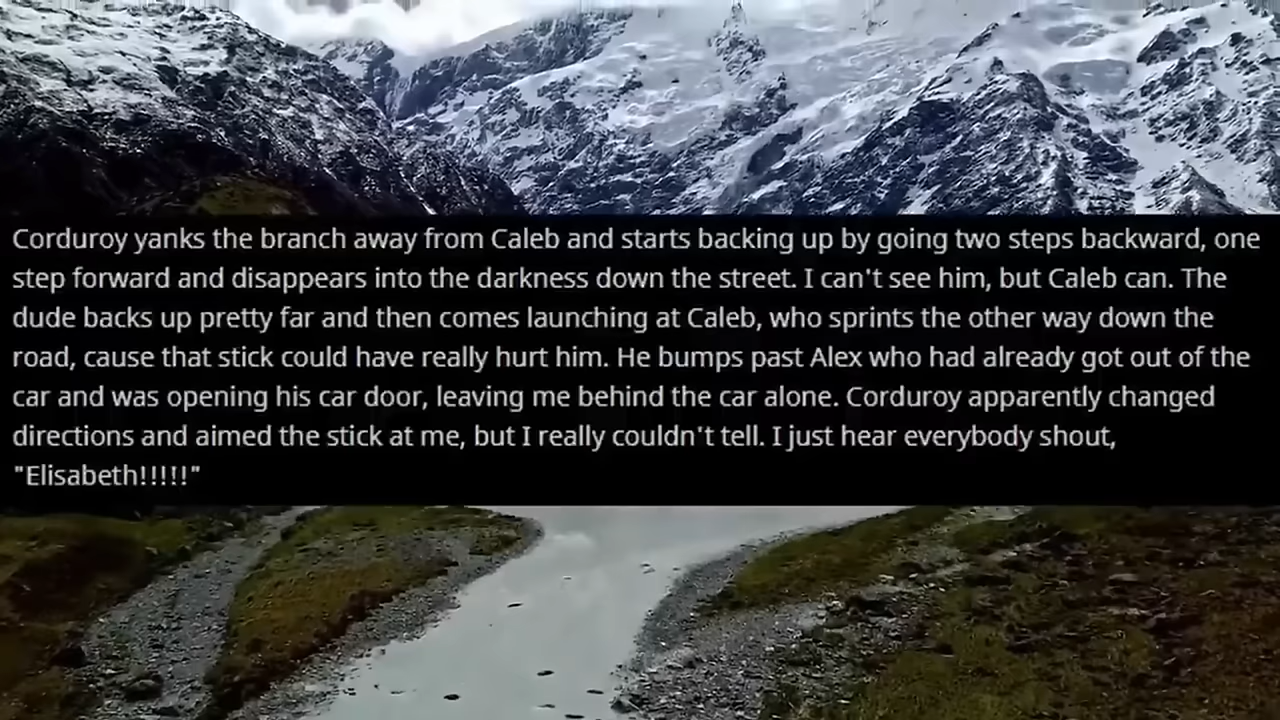 Corduroy yanks the branch away from Caleb and starts backing up by going two steps backward, one
step forward and disappears into the darkness down the street. I can't see him, but Caleb can. The
dude backs up pretty far and then comes launching at Caleb, who sprints the other way down the
road, cause that stick could have really hurt him. He bumps past Alex who had already got out of the
car and was opening his car door, leaving me behind the car alone. Corduroy apparently changed
directions and aimed the stick at me, but I really couldn't tell. I just hear everybody shout,
"Elisabeth!!!!!"